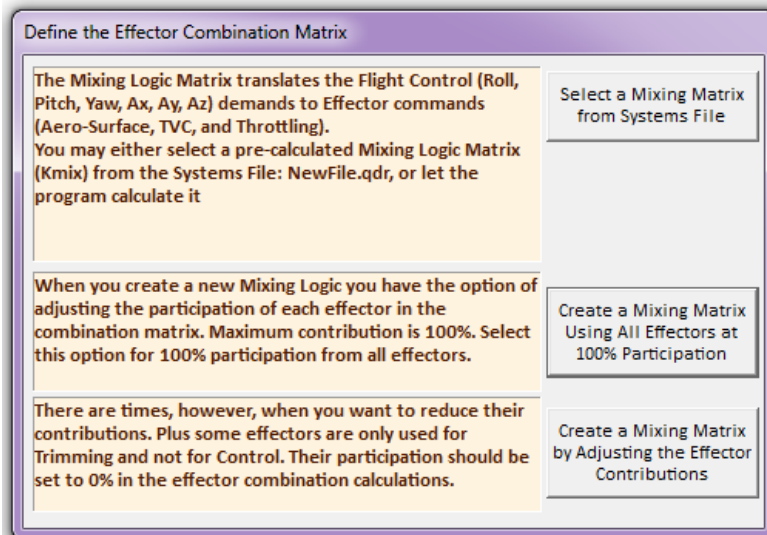 Define the Effector Combination Matrix
The Mixing Logic Matrix translates the Flight Control (Roll,
Pitch, Yaw, Ax, Ay, Az) demands to Effector commands
(Aero-Surface, TVC, and Throttling).
You may either select a pre-calculated Mixing Logic Matrix
(Kmix) from the Systems File: NewFile.qdr, or let the
program calculate it
Select a Mixing Matrix
from Systems File
When you create a new Mixing Logic you have the option of
adjusting the participation of each effector in the
combination matrix. Maximum contribution is 100%. Select
this option for 100% participation from all effectors.
Create a Mixing Matrix
Using All Effectors at
100% Participation
There are times, however, when you want to reduce their
contributions. Plus some effectors are only used for
Trimming and not for Control. Their participation should be
set to 0% in the effector combination calculations.
Create a Mixing Matrix
by Adjusting the Effector
Contributions